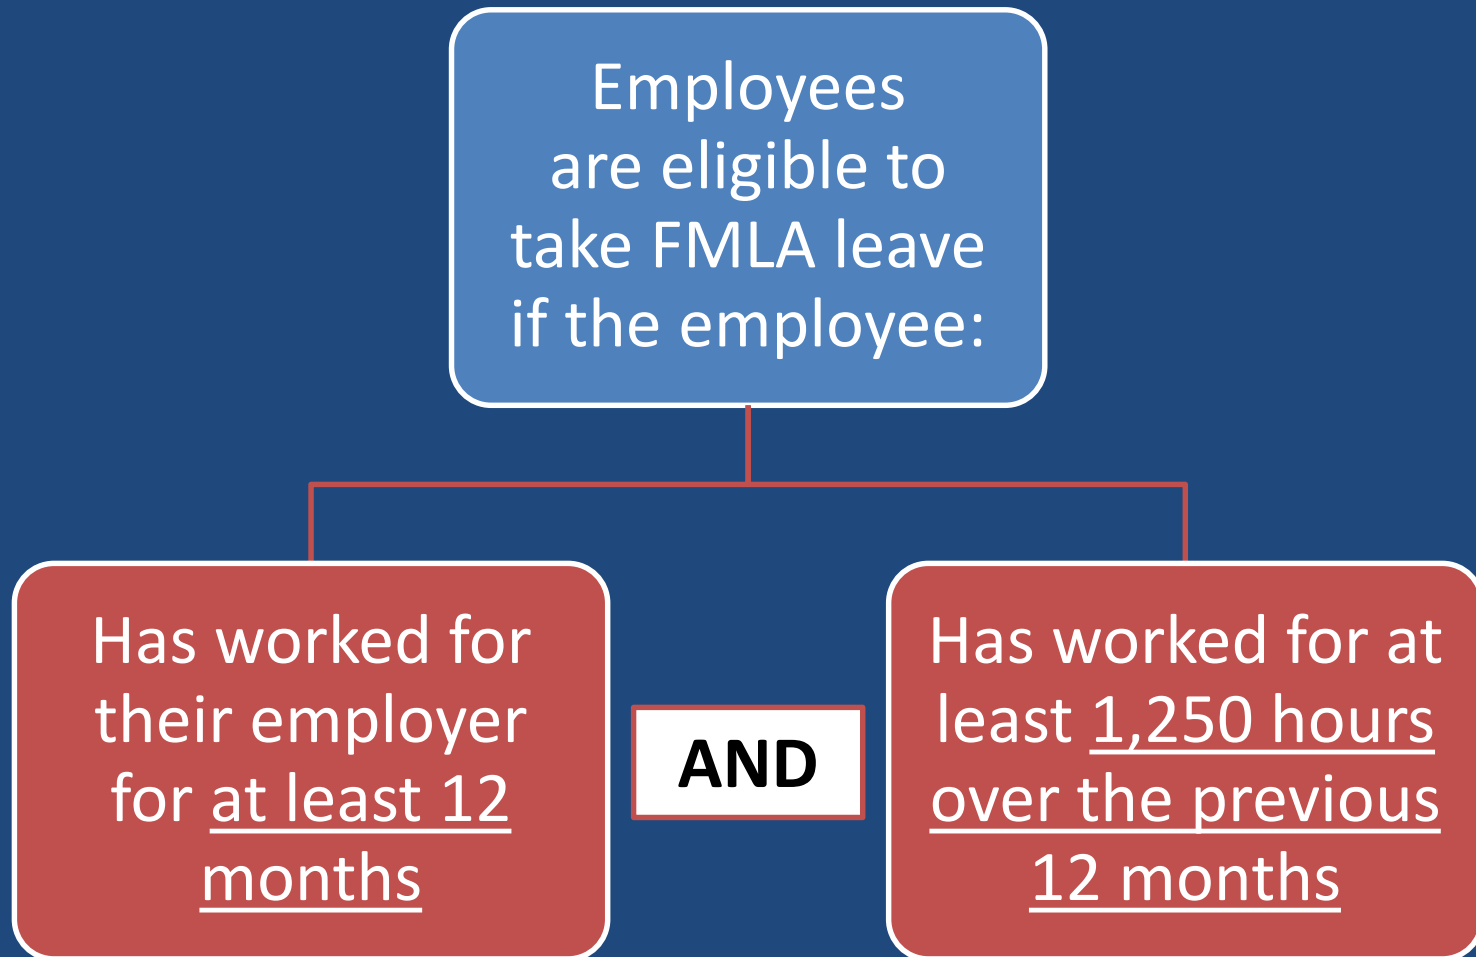 Employees
are eligible to
take FMLA leave
if the employee:
Has worked for
their employer
for at least 12
months
AND
Has worked for at
least 1,250 hours
over the previous
12 months